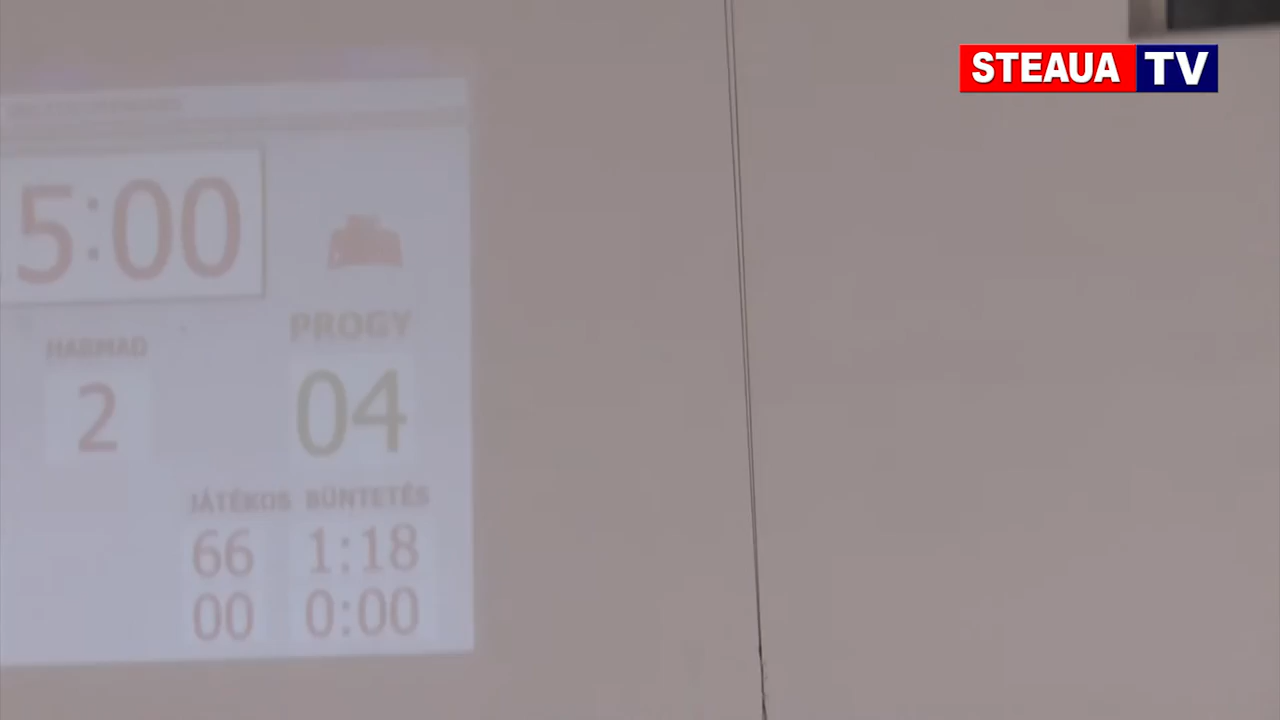 STEAUA TV
5:00
PROGY
HARMAD
2
04
JÁTÉKOS BÜNTETÉS
66 1:18
00 0:00